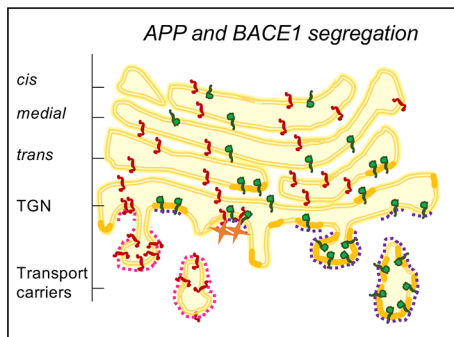 APP and BACE1 segregation
cis
medial
trans
TGN
Transport
carriers